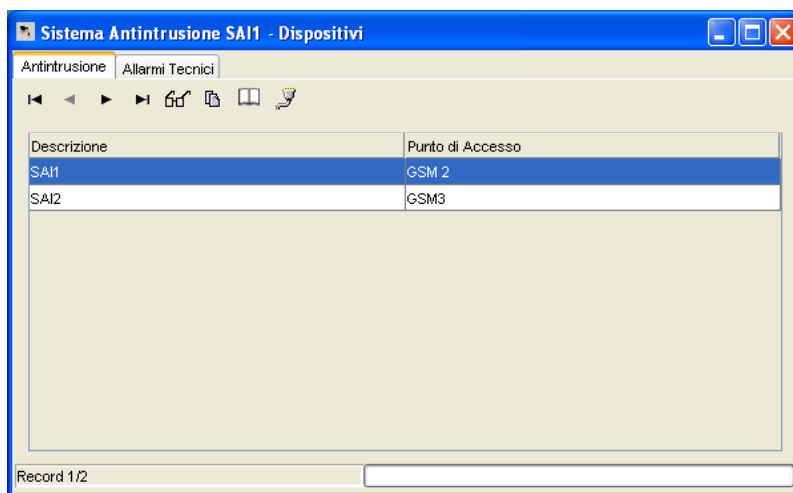 Sistema Antintrusione SAI1 - Dispositivi
Antintrusione Allarmi Tecnici
Descrizione Punto di Accesso
SAI1 GSM 2
SAI2 GSM3
Record 1/2